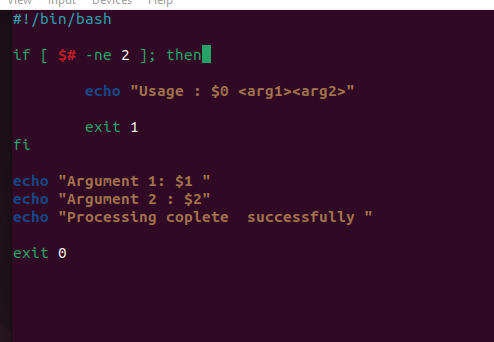 View Input Devices Help
#!/bin/bash
if [ $# -ne 2 ]; then
echo "Usage : $0 <arg1><arg2>"
exit 1
fi
echo "Argument 1: $1 "
echo "Argument 2 : $2"
echo "Processing coplete  successfully "
exit 0